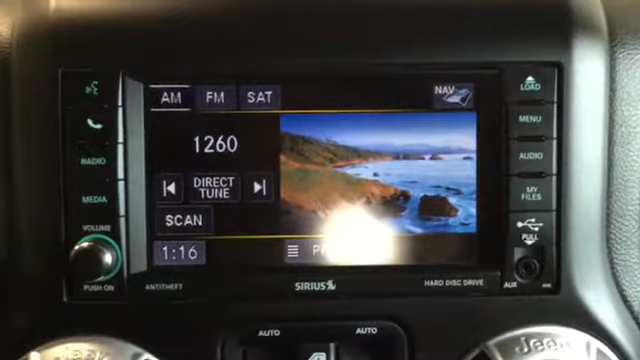 AM FM SAT NAV
1260
DIRECT
TUNE
SCAN
1:16
RADIO
MEDIA
VOLUME
PUSH ON
LOAD
MENU
AUDIO
MY
FILES
PULL
AUX
ANTITHEFT
SIRIUS
HARD DISC DRIVE
AUTO AUTO
Jeep Jeep